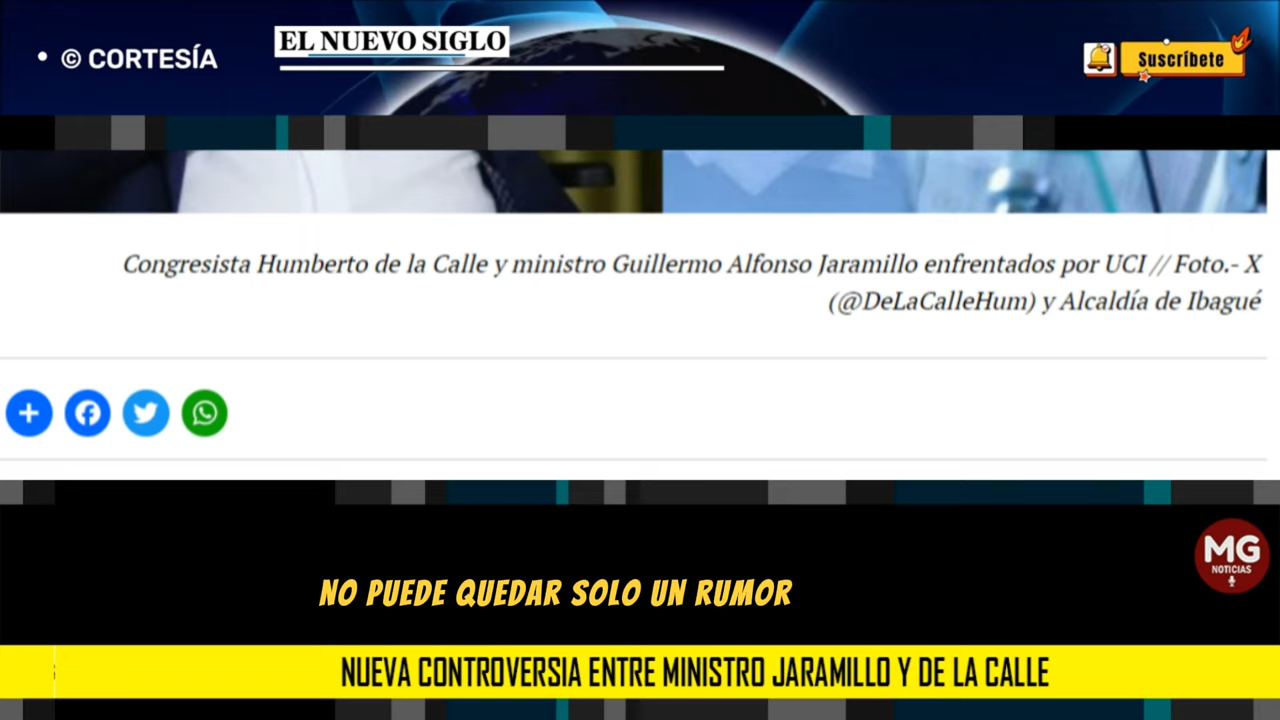 • © CORTESÍA
EL NUEVO SIGLO
Suscríbete
Congresista Humberto de la Calle y ministro Guillermo Alfonso Jaramillo enfrentados por UCI // Foto.- X
(@DeLaCalleHum) y Alcaldía de Ibagué
MG
NOTICIAS
NO PUEDE QUEDAR SOLO UN RUMOR
NUEVA CONTROVERSIA ENTRE MINISTRO JARAMILLO Y DE LA CALLE